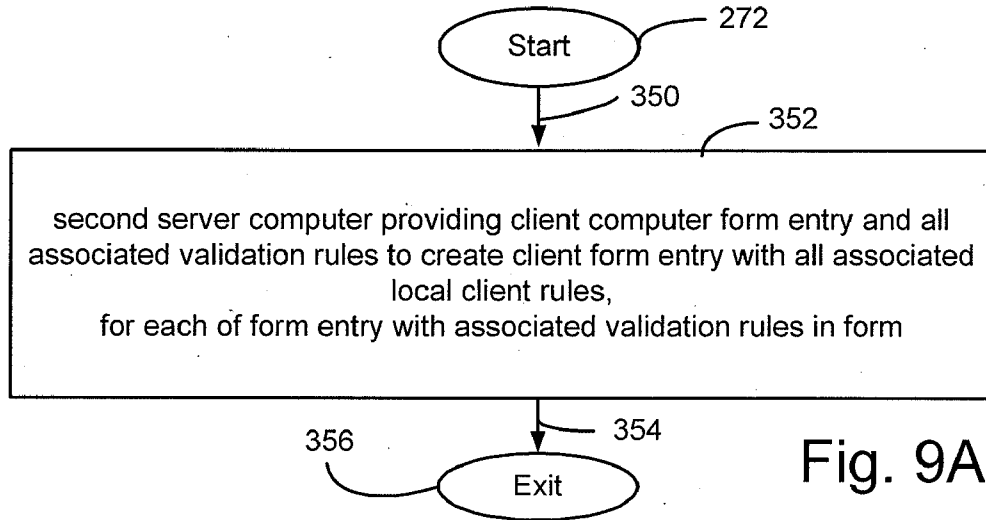 Start
272
350
352
second server computer providing client computer form entry and all
associated validation rules to create client form entry with all associated
local client rules,
for each of form entry with associated validation rules in form
354
356
Exit
Fig. 9A